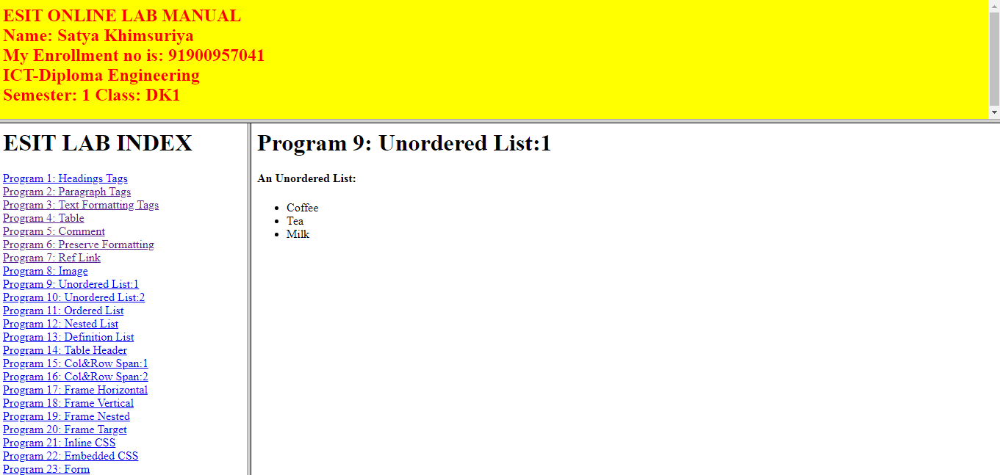 ESIT ONLINE LAB MANUAL
Name: Satya Khimsuriya
My Enrollment no is: 91900957041
ICT-Diploma Engineering
Semester: 1 Class: DK1
ESIT LAB INDEX
Program 1: Headings Tags
Program 2: Paragraph Tags
Program 3: Text Formatting Tags
Program 4: Table
Program 5: Comment
Program 6: Preserve Formatting
Program 7: Ref Link
Program 8: Image
Program 9: Unordered List:1
Program 10: Unordered List:2
Program 11: Ordered List
Program 12: Nested List
Program 13: Definition List
Program 14: Table Header
Program 15: Col&Row Span:1
Program 16: Col&Row Span:2
Program 17: Frame Horizontal
Program 18: Frame Vertical
Program 19: Frame Nested
Program 20: Frame Target
Program 21: Inline CSS
Program 22: Embedded CSS
Program 23: Form
Program 9: Unordered List:1
An Unordered List:
• Coffee
• Tea
• Milk